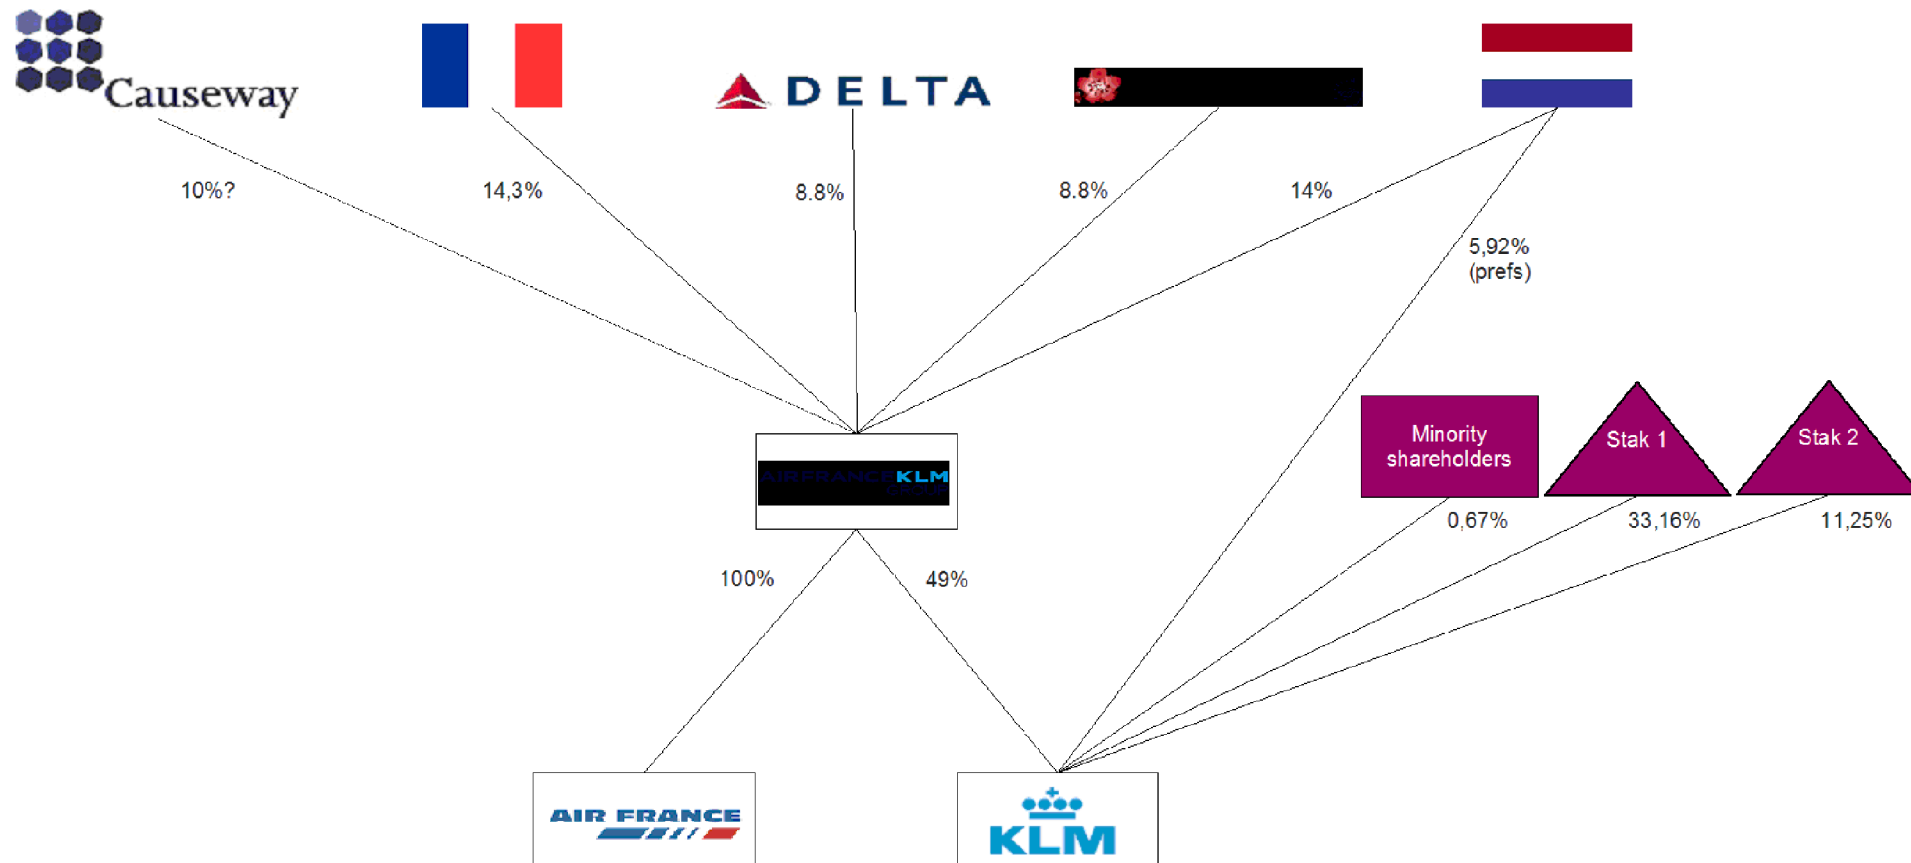 Causeway
DELTA
10%?
14,3%
8.8%
8.8%
14%
5,92%
(prefs)
Minority
shareholders
Stak 1
Stak 2
0,67%
33,16%
11,25%
AIRFRANCE KLM
GROUP
100%
49%
AIR FRANCE
KLM